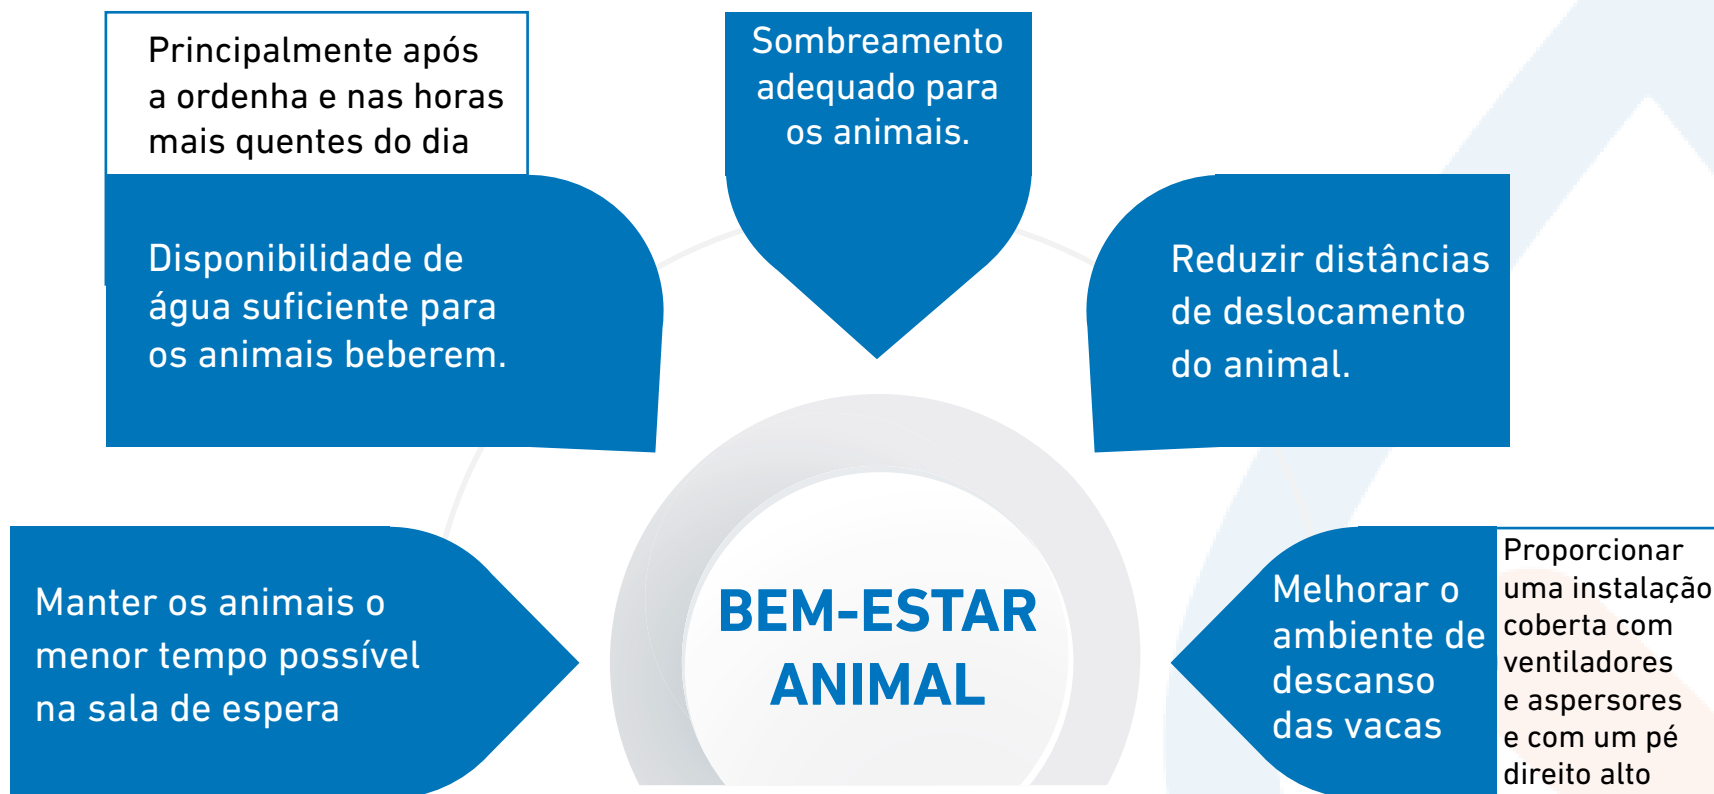 Principalmente após
a ordenha e nas horas
mais quentes do dia
Disponibilidade de
água suficiente para
os animais beberem.
Sombreamento
adequado para
os animais.
Reduzir distâncias
de deslocamento
do animal.
Manter os animais o
menor tempo possível
na sala de espera
BEM-ESTAR
ANIMAL
Melhorar o
ambiente de
descanso
das vacas
Proporcionar
uma instalação
coberta com
ventiladores
e aspersores
e com um pé
direito alto